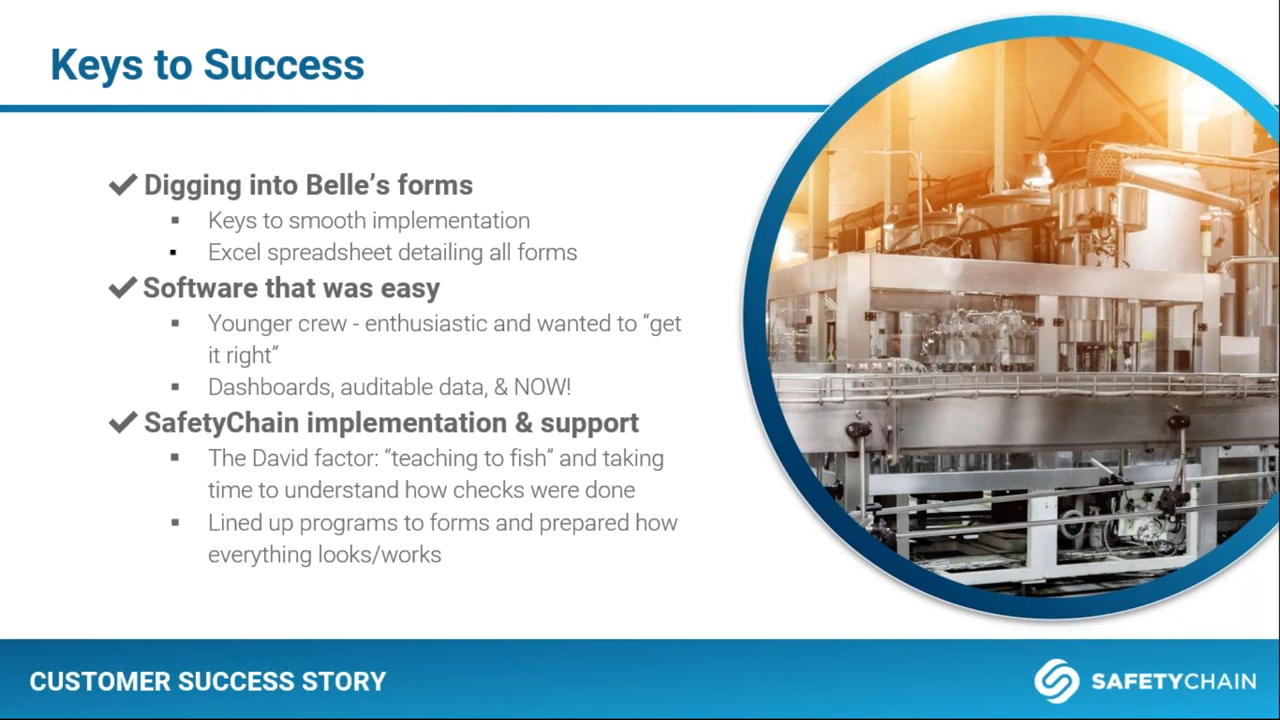 Keys to Success
Digging into Belle’s forms
Keys to smooth implementation
Excel spreadsheet detailing all forms
Software that was easy
Younger crew - enthusiastic and wanted to “get
it right”
Dashboards, auditable data, & NOW!
SafetyChain implementation & support
The David factor: “teaching to fish” and taking
time to understand how checks were done
Lined up programs to forms and prepared how
everything looks/works
CUSTOMER SUCCESS STORY
SAFETYCHAIN